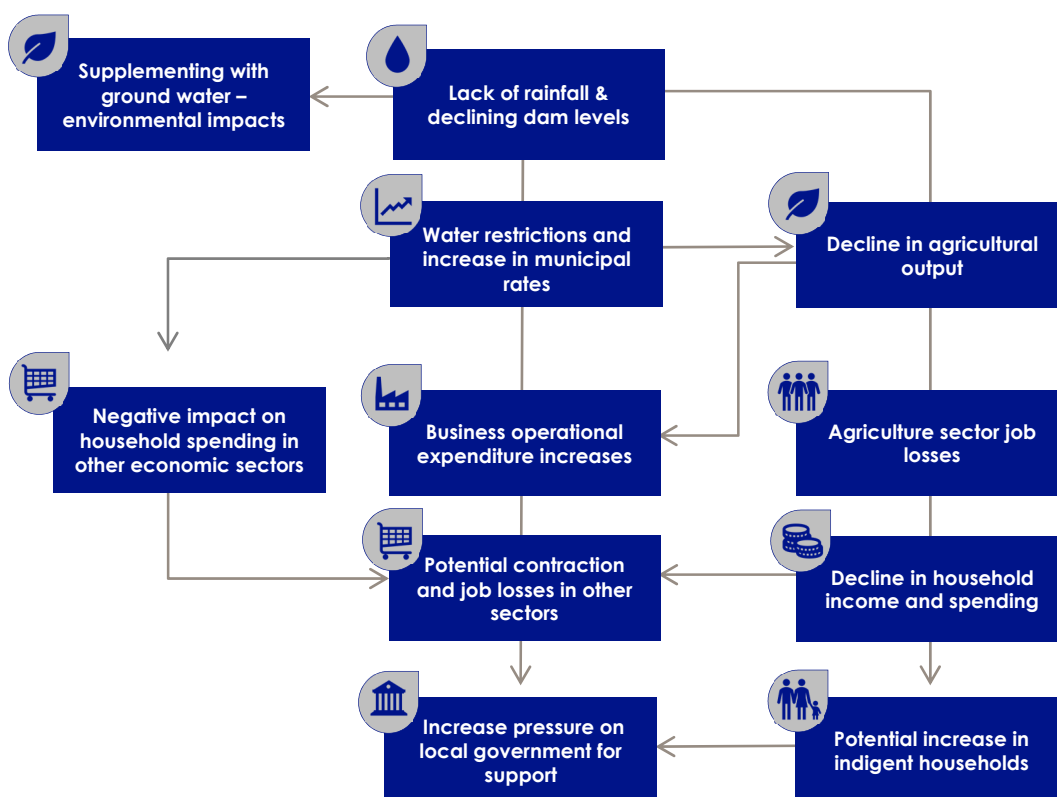 Supplementing with
ground water –
environmental impacts
Lack of rainfall &
declining dam levels
Water restrictions and
increase in municipal
rates
Decline in agricultural
output
Negative impact on
household spending in
other economic sectors
Business operational
expenditure increases
Agriculture sector job
losses
Potential contraction
and job losses in other
sectors
Decline in household
income and spending
Increase pressure on
local government for
support
Potential increase in
indigent households